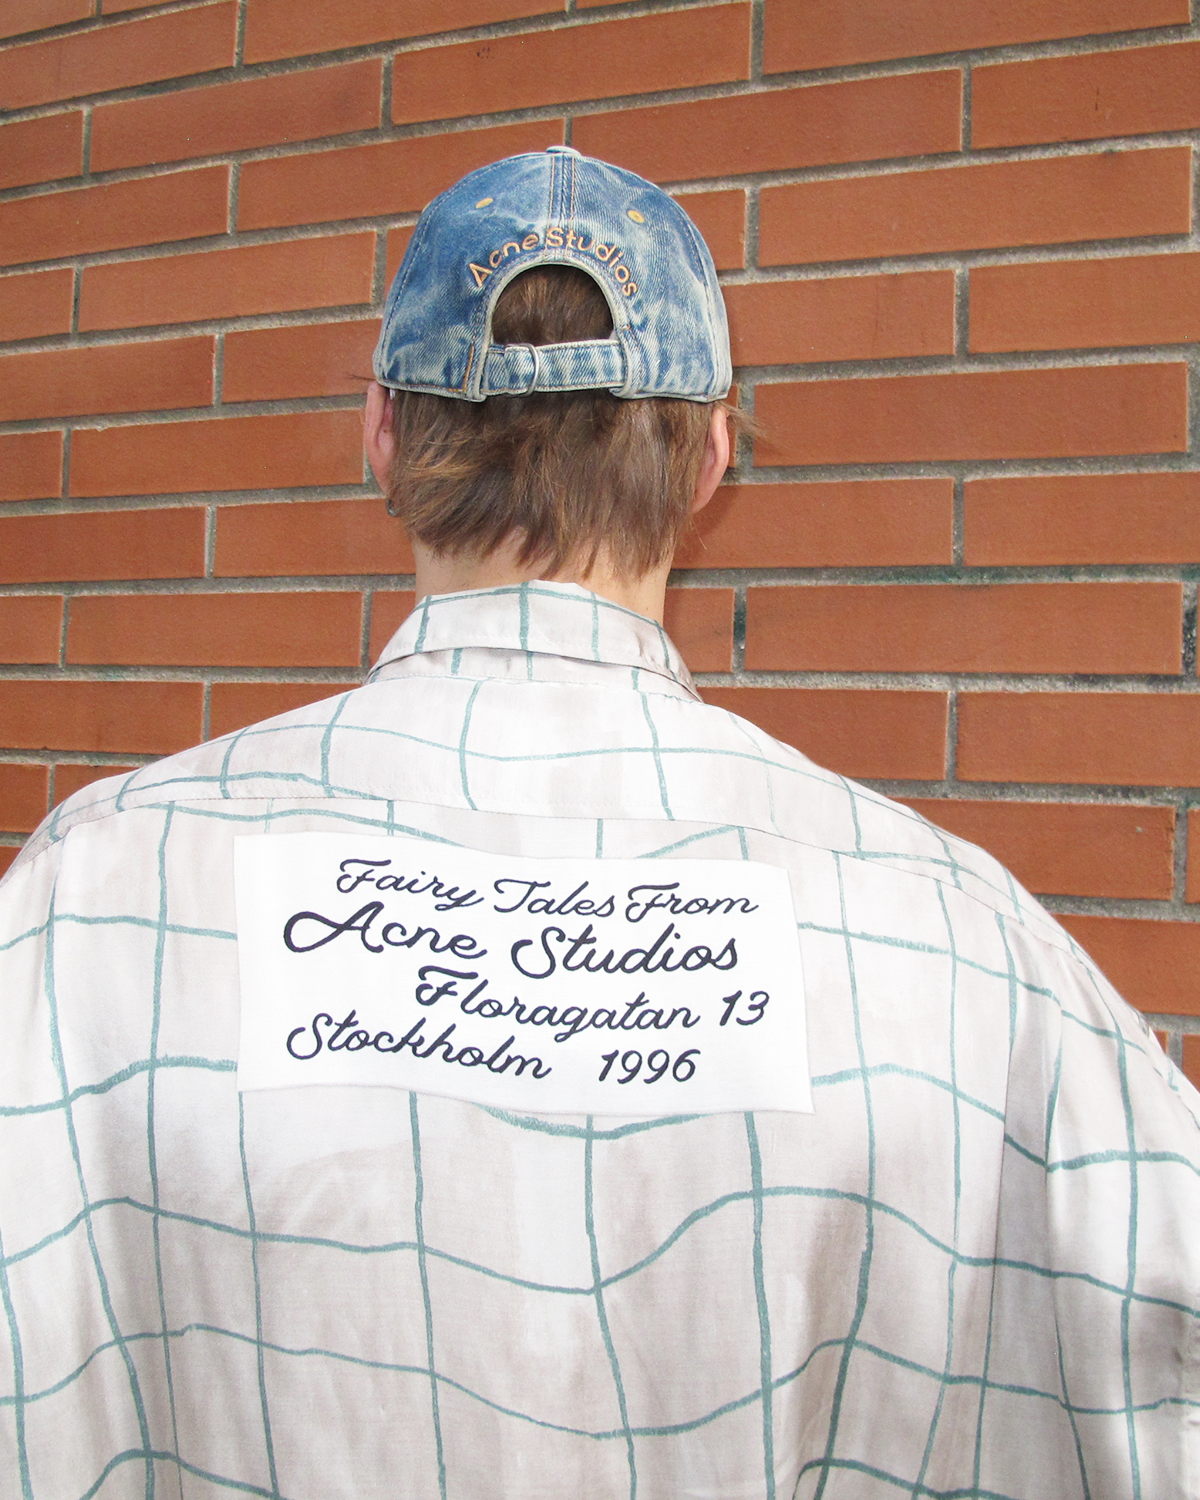 Acne Studios
Fairy Tales From
Acne Studios
Floragatan 13
Stockholm 1996